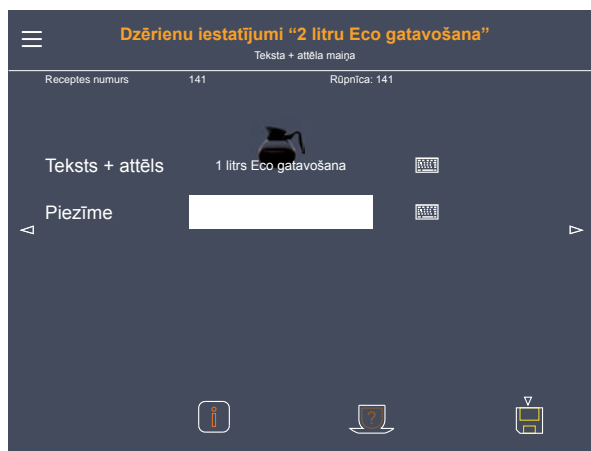 Dzērienu iestatījumi “2 litru Eco gatavošana”
Teksta + attēla maiņa
Receptes numurs 141 Rūpnīca: 141
Teksts + attēls 1 litrs Eco gatavošana
Piezīme